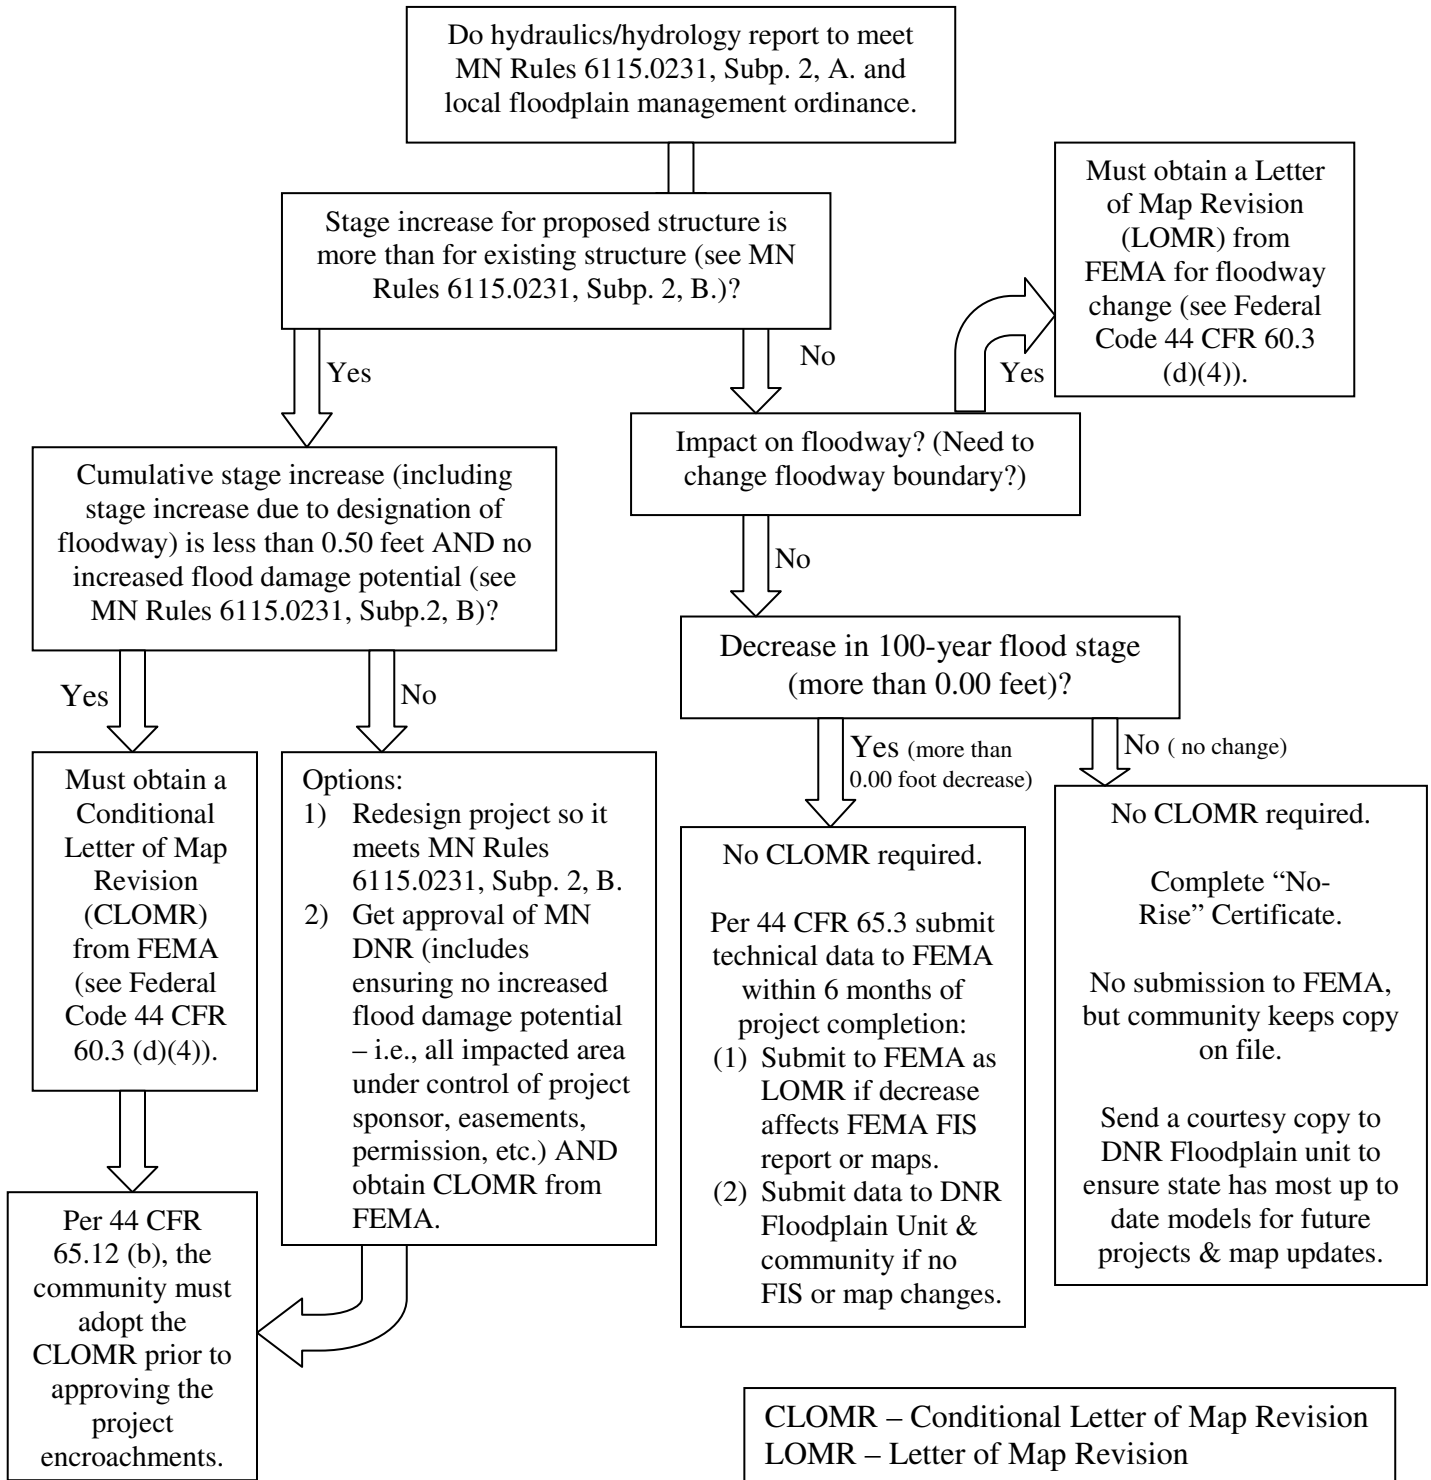 Do hydraulics/hydrology report to meet
MN Rules 6115.0231, Subp. 2, A. and
local floodplain management ordinance.
Stage increase for proposed structure is
more than for existing structure (see MN
Rules 6115.0231, Subp. 2, B.)?
Must obtain a Letter
of Map Revision
(LOMR) from
FEMA for floodway
change (see Federal
Code 44 CFR 60.3
(d)(4)).
Yes
No
Yes
Cumulative stage increase (including
stage increase due to designation of
floodway) is less than 0.50 feet AND no
increased flood damage potential (see
MN Rules 6115.0231, Subp.2, B)?
Impact on floodway? (Need to
change floodway boundary?)
No
Decrease in 100-year flood stage
(more than 0.00 feet)?
Yes
No
Yes (more than
0.00 foot decrease)
No ( no change)
Must obtain a
Conditional
Letter of Map
Revision
(CLOMR)
from FEMA
(see Federal
Code 44 CFR
60.3 (d)(4)).
Options:
1) Redesign project so it
meets MN Rules
6115.0231, Subp. 2, B.
2) Get approval of MN
DNR (includes
ensuring no increased
flood damage potential
– i.e., all impacted area
under control of project
sponsor, easements,
permission, etc.) AND
obtain CLOMR from
FEMA.
No CLOMR required.
Per 44 CFR 65.3 submit
technical data to FEMA
within 6 months of
project completion:
(1) Submit to FEMA as
LOMR if decrease
affects FEMA FIS
report or maps.
(2) Submit data to DNR
Floodplain Unit &
community if no
FIS or map changes.
No CLOMR required.
Complete “No-
Rise” Certificate.
No submission to FEMA,
but community keeps copy
on file.
Send a courtesy copy to
DNR Floodplain unit to
ensure state has most up to
date models for future
projects & map updates.
Per 44 CFR
65.12 (b), the
community must
adopt the
CLOMR prior to
approving the
project
encroachments.
CLOMR – Conditional Letter of Map Revision
LOMR – Letter of Map Revision